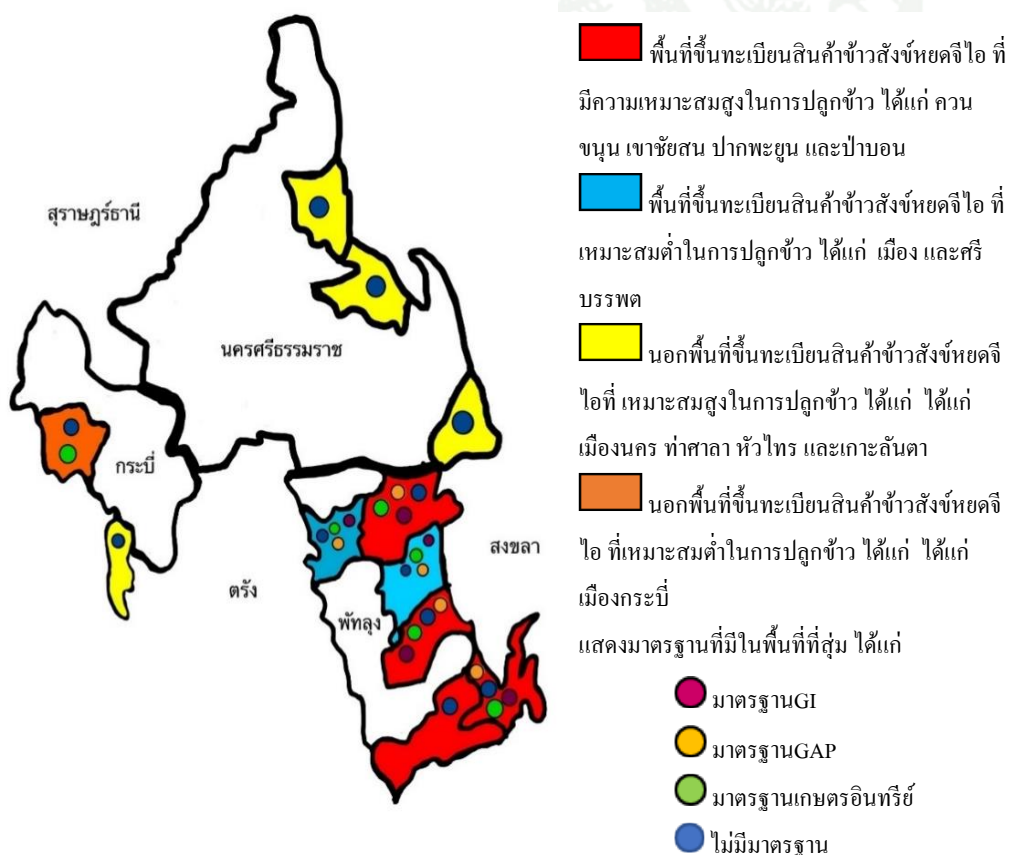 สุราษฎร์ธานี
นครศรีธรรมราช
กระบี่
ตรัง
พัทลุง
สงขลา
พื้นที่ขึ้นทะเบียนสินค้าข้าวสังข์หยดจีไอ ที่
มีความเหมาะสมสูงในการปลูกข้าว ได้แก่ ควน
ขนุน เขาชัยสน ปากพะยูน และป่าบอน
พื้นที่ขึ้นทะเบียนสินค้าข้าวสังข์หยดจีไอ ที่
เหมาะสมต่ำในการปลูกข้าว ได้แก่ เมือง และศรี
บรรพต
นอกพื้นที่ขึ้นทะเบียนสินค้าข้าวสังข์หยดจี
ไอที่ เหมาะสมสูงในการปลูกข้าว ได้แก่ ได้แก่
เมืองนคร ท่าศาลา หัวไทร และเกาะลันตา
นอกพื้นที่ขึ้นทะเบียนสินค้าข้าวสังข์หยดจี
ไอ ที่เหมาะสมต่ำในการปลูกข้าว ได้แก่ ได้แก่
เมืองกระบี่
แสดงมาตรฐานที่มีในพื้นที่ที่สุ่ม ได้แก่
มาตรฐานGI
มาตรฐานGAP
มาตรฐานเกษตรอินทรีย์
ไม่มีมาตรฐาน